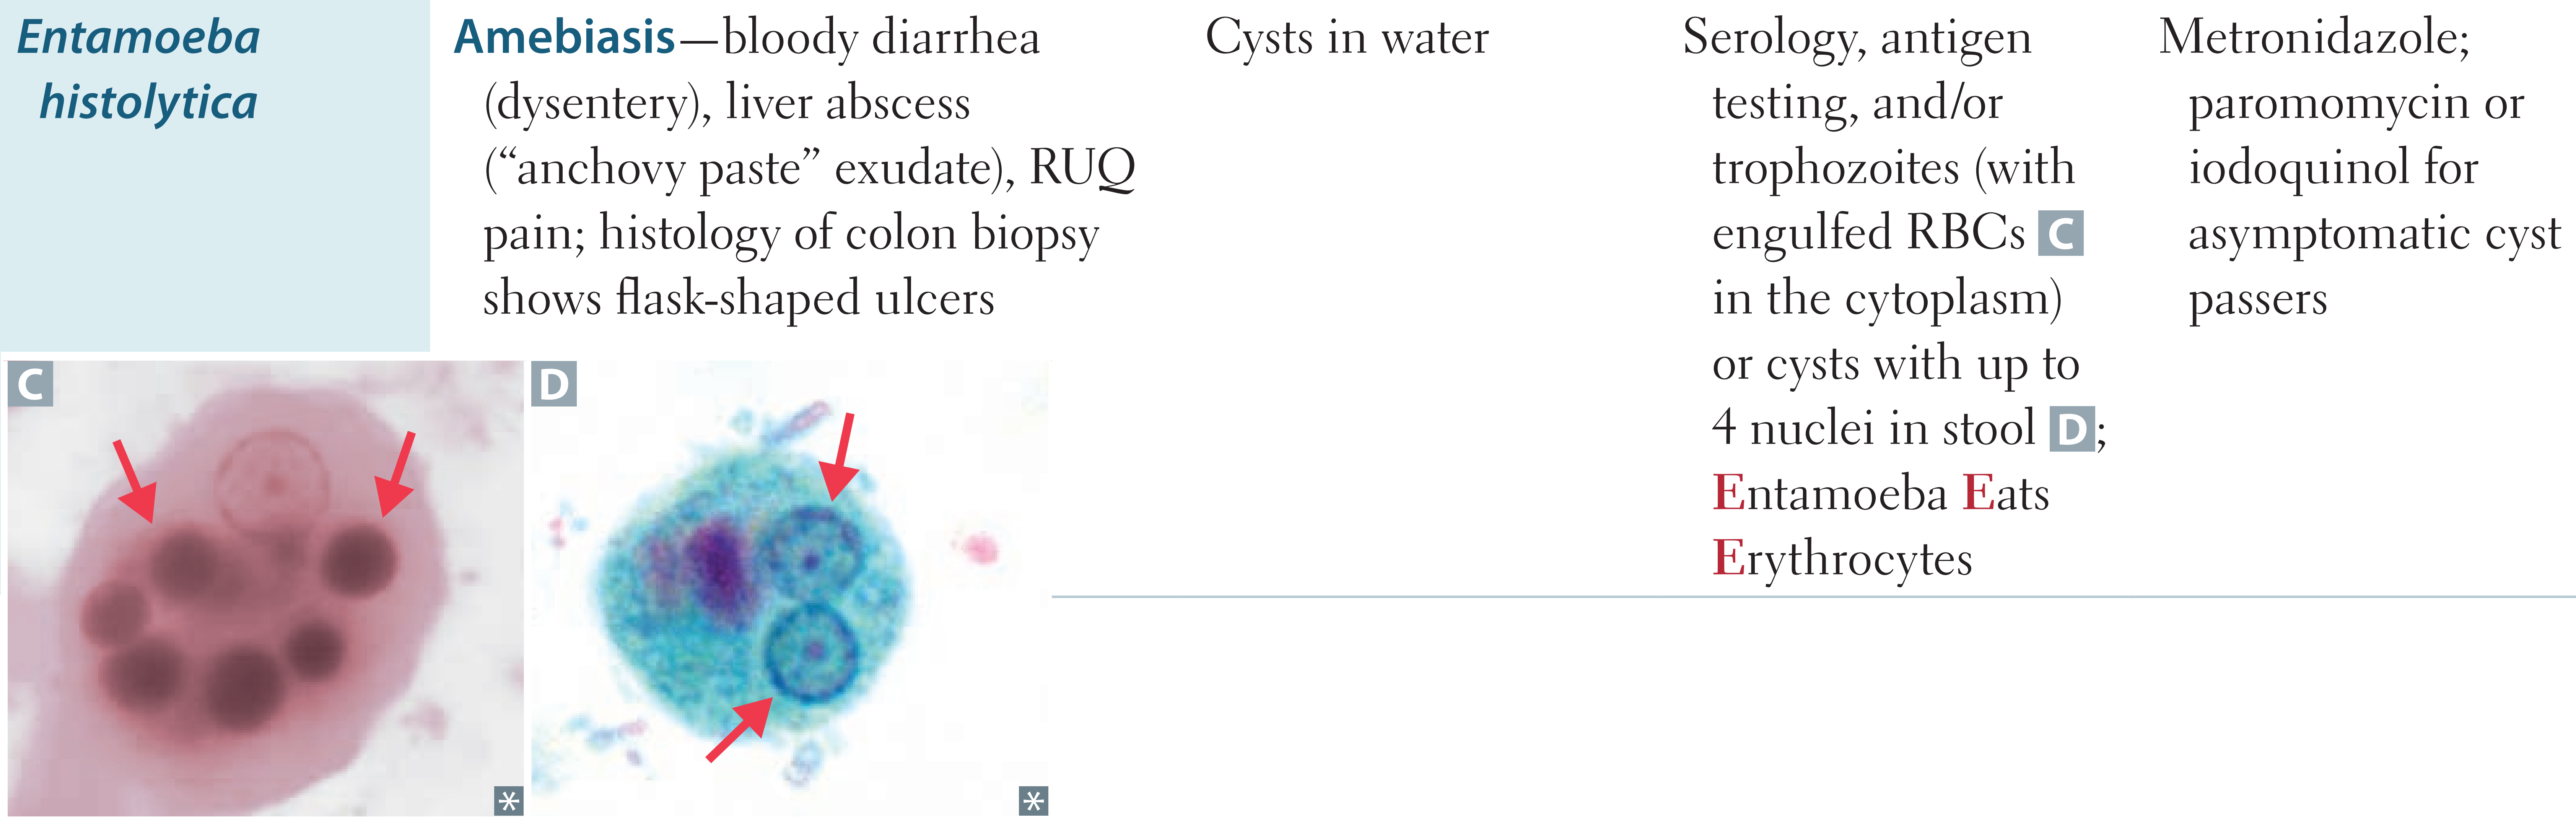 Entamoeba
histolytica
Amebiasis—bloody diarrhea
(dysentery), liver abscess
(“anchovy paste” exudate), RUQ
pain; histology of colon biopsy
shows flask-shaped ulcers
Cysts in water
Serology, antigen
testing, and/or
trophozoites (with
engulfed RBCs C
in the cytoplasm)
or cysts with up to
4 nuclei in stool D;
Entamoeba Eats
Erythrocytes
Metronidazole;
paromomycin or
iodoquinol for
asymptomatic cyst
passers
C
D
*
*